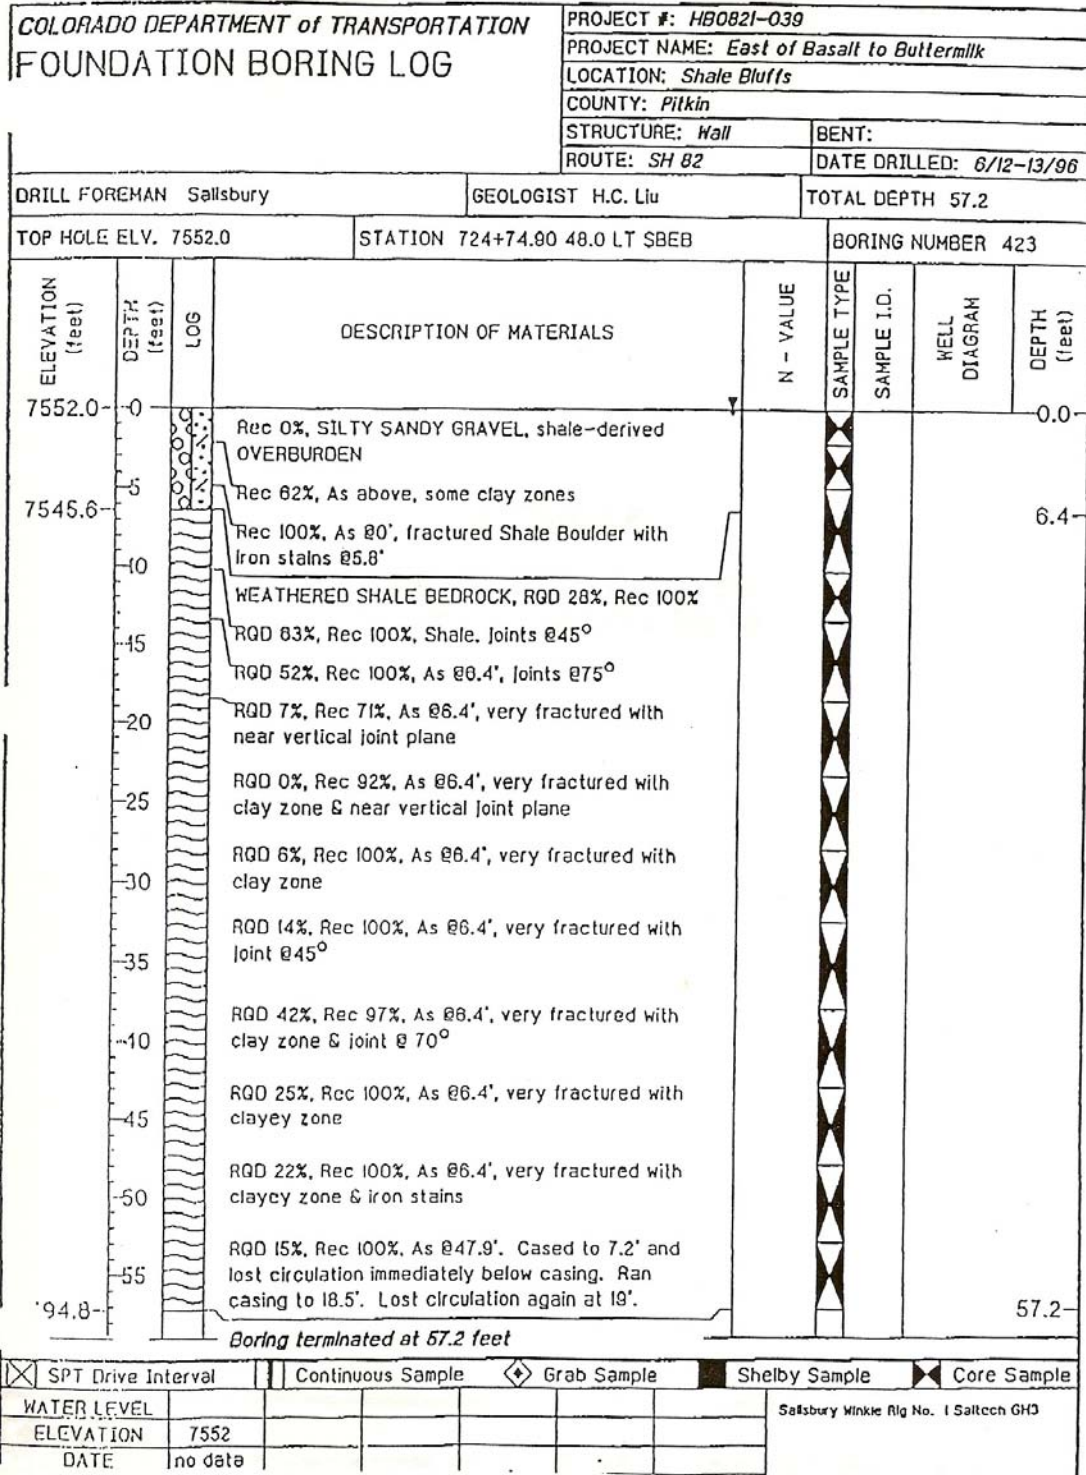 COLORADO DEPARTMENT of TRANSPORTATION
FOUNDATION BORING LOG
PROJECT #: HB0821-039
PROJECT NAME: East of Basalt to Buttermilk
LOCATION: Shale Bluffs
COUNTY: Pitkin
STRUCTURE: Wall
BENT:
ROUTE: SH 82
DATE DRILLED: 6/12-13/96
DRILL FOREMAN Salisbury
GEOLOGIST H.C. Liu
TOTAL DEPTH 57.2
TOP HOLE ELV. 7552.0
STATION 724+74.90 48.0 LT SBEB
BORING NUMBER 423
ELEVATION (feet)
DEPTH (feet)
LOG
DESCRIPTION OF MATERIALS
N - VALUE
SAMPLE TYPE
SAMPLE I.D.
WELL DIAGRAM
DEPTH (feet)
7552.0
0
0.0
Rec 0%, SILTY SANDY GRAVEL, shale-derived
OVERBURDEN
5
Rec 62%, As above, some clay zones
7545.6
6.4
Rec 100%, As @0', fractured Shale Boulder with
Iron stains @5.8'
10
WEATHERED SHALE BEDROCK, RQD 28%, Rec 100%
RQD 83%, Rec 100%, Shale. Joints @45°
15
RQD 52%, Rec 100%, As @6.4', joints @75°
RQD 7%, Rec 71%, As @6.4', very fractured with
near vertical joint plane
20
RQD 0%, Rec 92%, As @6.4', very fractured with
clay zone & near vertical joint plane
25
RQD 6%, Rec 100%, As @6.4', very fractured with
clay zone
30
RQD 14%, Rec 100%, As @6.4', very fractured with
joint @45°
35
RQD 42%, Rec 97%, As @6.4', very fractured with
clay zone & joint @ 70°
40
RQD 25%, Rec 100%, As @6.4', very fractured with
clayey zone
45
RQD 22%, Rec 100%, As @6.4', very fractured with
clayey zone & iron stains
50
RQD 15%, Rec 100%, As @47.9'. Cased to 7.2' and
lost circulation immediately below casing. Ran
casing to 18.5'. Lost circulation again at 19'.
55
'94.8
57.2
Boring terminated at 57.2 feet
SPT Drive Interval
Continuous Sample
Grab Sample
Shelby Sample
Core Sample
WATER LEVEL
ELEVATION 7552
DATE no data
Salisbury Winkie Rig No. 1 Saltech GH3